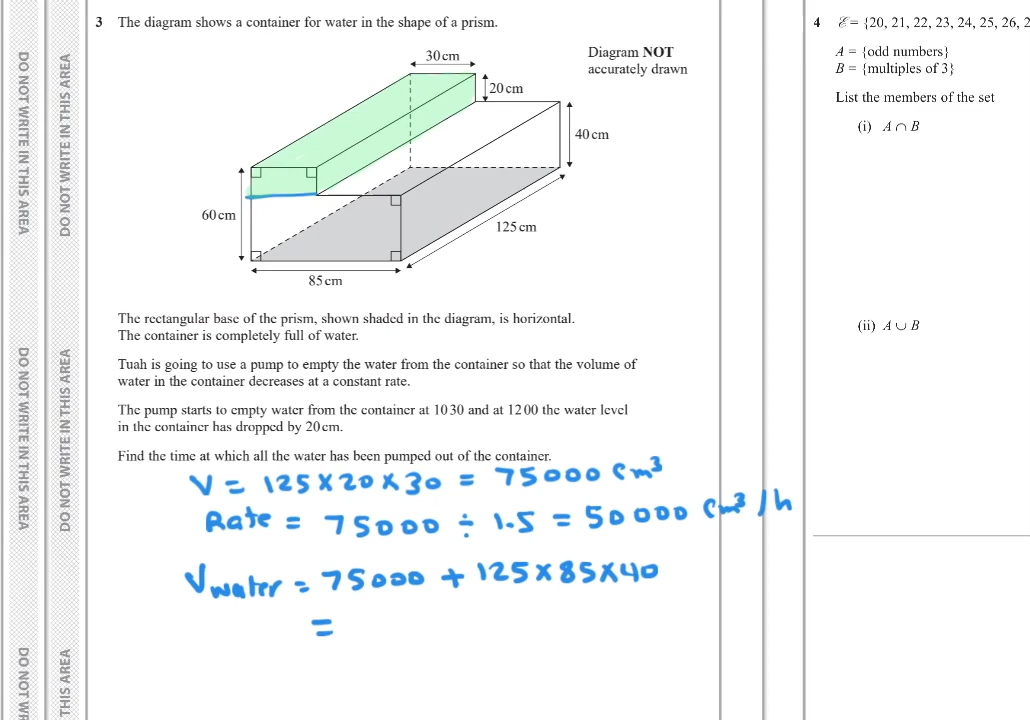 DO NOT WRITE IN THIS AREA
DO NOT WRITE IN THIS AREA
DO NOT WRITE IN THIS AREA
DO NOT WRITE IN THIS AREA
DO NOT WR
THIS AREA
3 The diagram shows a container for water in the shape of a prism.
Diagram NOT
accurately drawn
30 cm
20 cm
40 cm
60 cm
125 cm
85 cm
The rectangular base of the prism, shown shaded in the diagram, is horizontal.
The container is completely full of water.
Tuah is going to use a pump to empty the water from the container so that the volume of
water in the container decreases at a constant rate.
The pump starts to empty water from the container at 10 30 and at 12 00 the water level
in the container has dropped by 20 cm.
Find the time at which all the water has been pumped out of the container.
V = 125 × 20 × 30 = 75000 cm³
Rate = 75000 ÷ 1.5 = 50000 cm³/h
Vwater = 75000 + 125×85×40
=
4 ℰ = {20, 21, 22, 23, 24, 25, 26, 2
A = {odd numbers}
B = {multiples of 3}
List the members of the set
(i) A ∩ B
(ii) A ∪ B